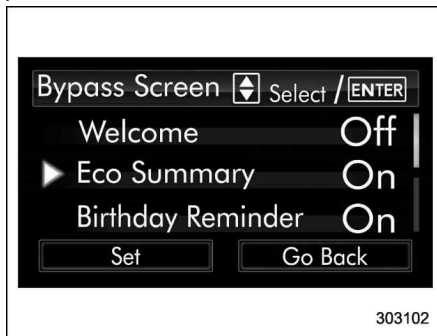 Bypass Screen Select / ENTER
Welcome Off
Eco Summary On
Birthday Reminder On
Set Go Back
303102